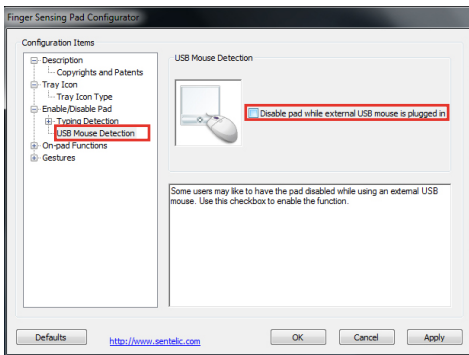 Finger Sensing Pad Configurator
Configuration Items
Description
Copyrights and Patents
Tray Icon
Tray Icon Type
Enable/Disable Pad
Typing Detection
USB Mouse Detection
On-pad Functions
Gestures
USB Mouse Detection
Disable pad while external USB mouse is plugged in
Some users may like to have the pad disabled while using an external USB
mouse. Use this checkbox to enable the function.
Defaults
http://www.sentelic.com
OK
Cancel
Apply